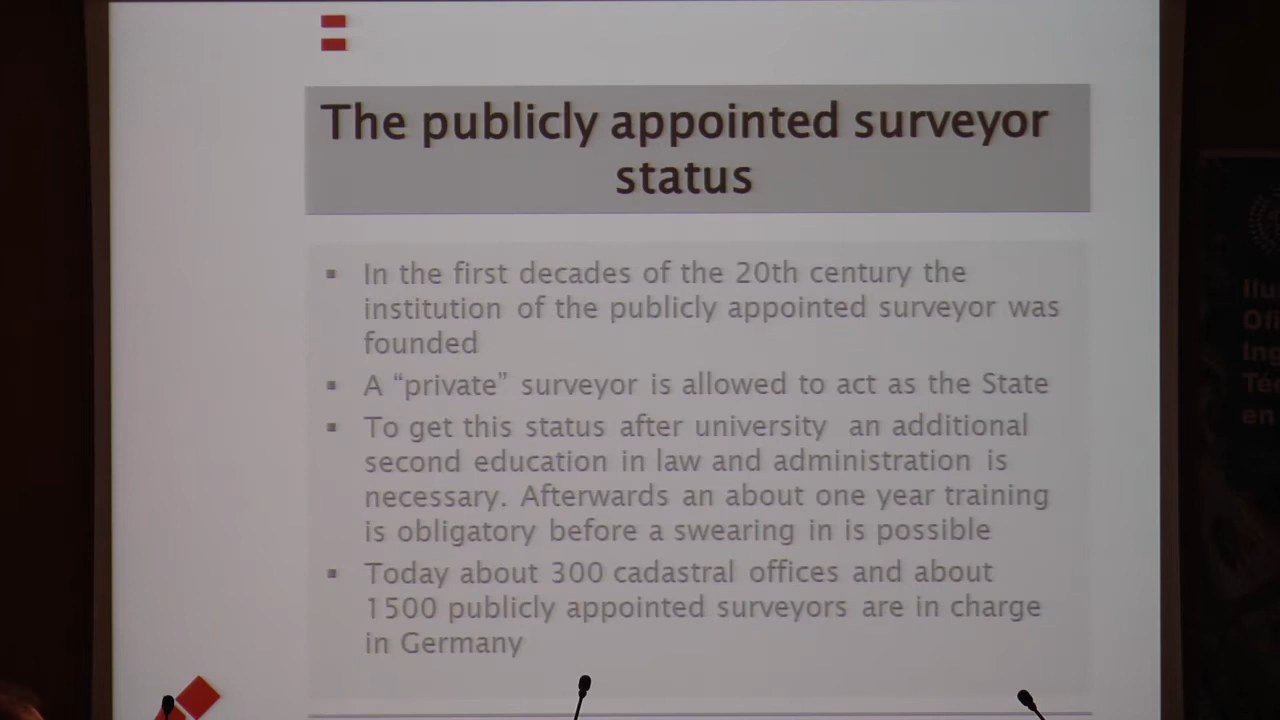 The publicly appointed surveyor
status
▪ In the first decades of the 20th century the
institution of the publicly appointed surveyor was
founded
▪ A “private” surveyor is allowed to act as the State
▪ To get this status after university an additional
second education in law and administration is
necessary. Afterwards an about one year training
is obligatory before a swearing in is possible
▪ Today about 300 cadastral offices and about
1500 publicly appointed surveyors are in charge
in Germany